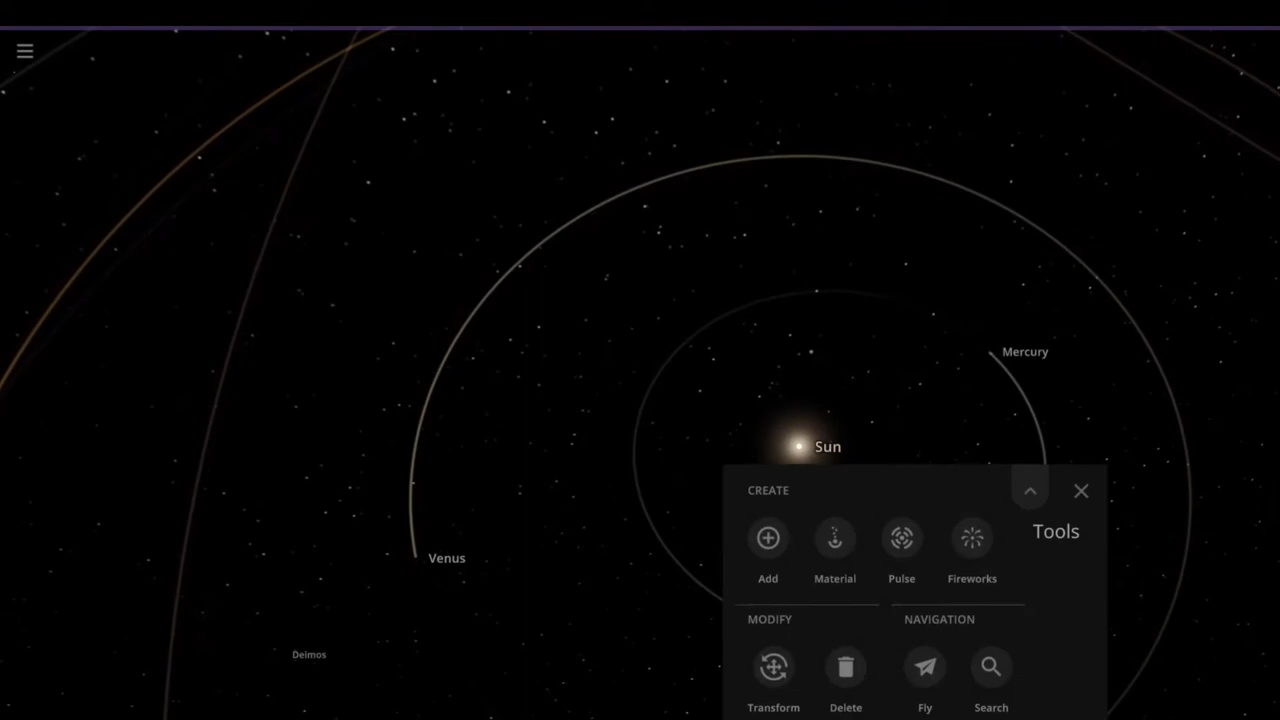 Mercury
Sun
CREATE
Tools
Add Material Pulse Fireworks
Venus
MODIFY NAVIGATION
Deimos
Transform Delete Fly Search